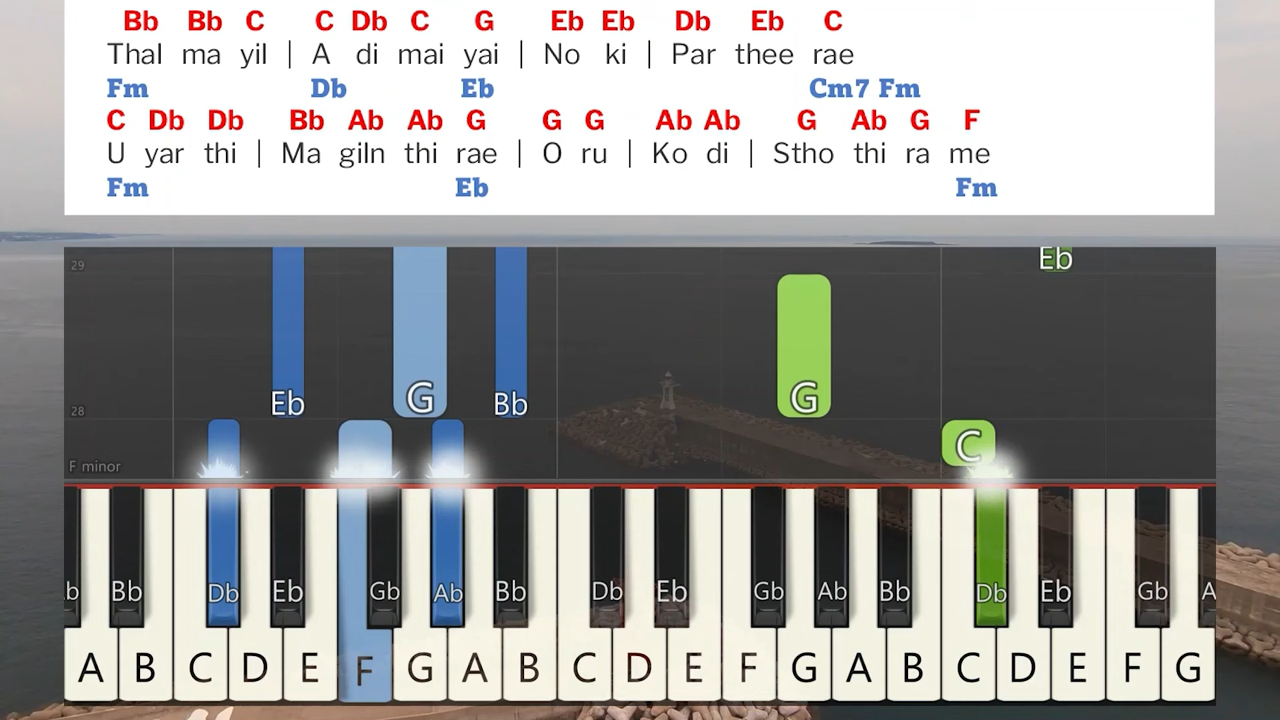 Bb Bb C C Db C G Eb Eb Db Eb C
Thal ma yil | A di mai yai | No ki | Par thee rae
Fm Db Eb Cm7 Fm
C Db Db Bb Ab Ab G G G Ab Ab G Ab G F
U yar thi | Ma giln thi rae | O ru | Ko di | Stho thi ra me
Fm Eb Fm
29 Eb
Eb G Bb G
28
C
F minor
b Bb Db Eb Gb Ab Bb Db Eb Gb Ab Bb Db Eb Gb A
A B C D E F G A B C D E F G A B C D E F G